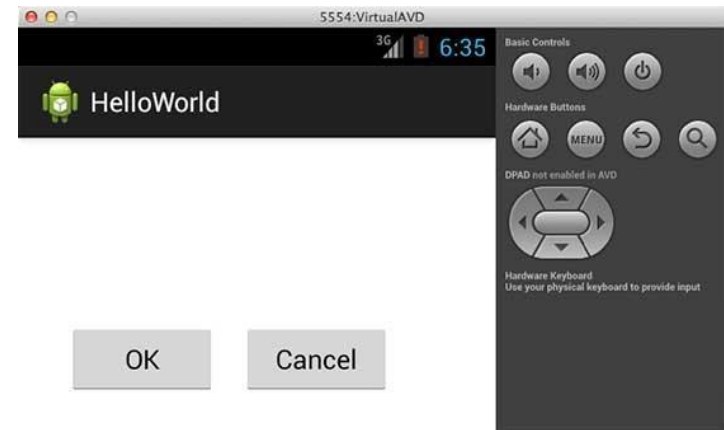 5554:VirtualAVD
3G 6:35
HelloWorld
OK Cancel
Basic Controls
Hardware Buttons
MENU
DPAD not enabled in AVD
Hardware Keyboard
Use your physical keyboard to provide input